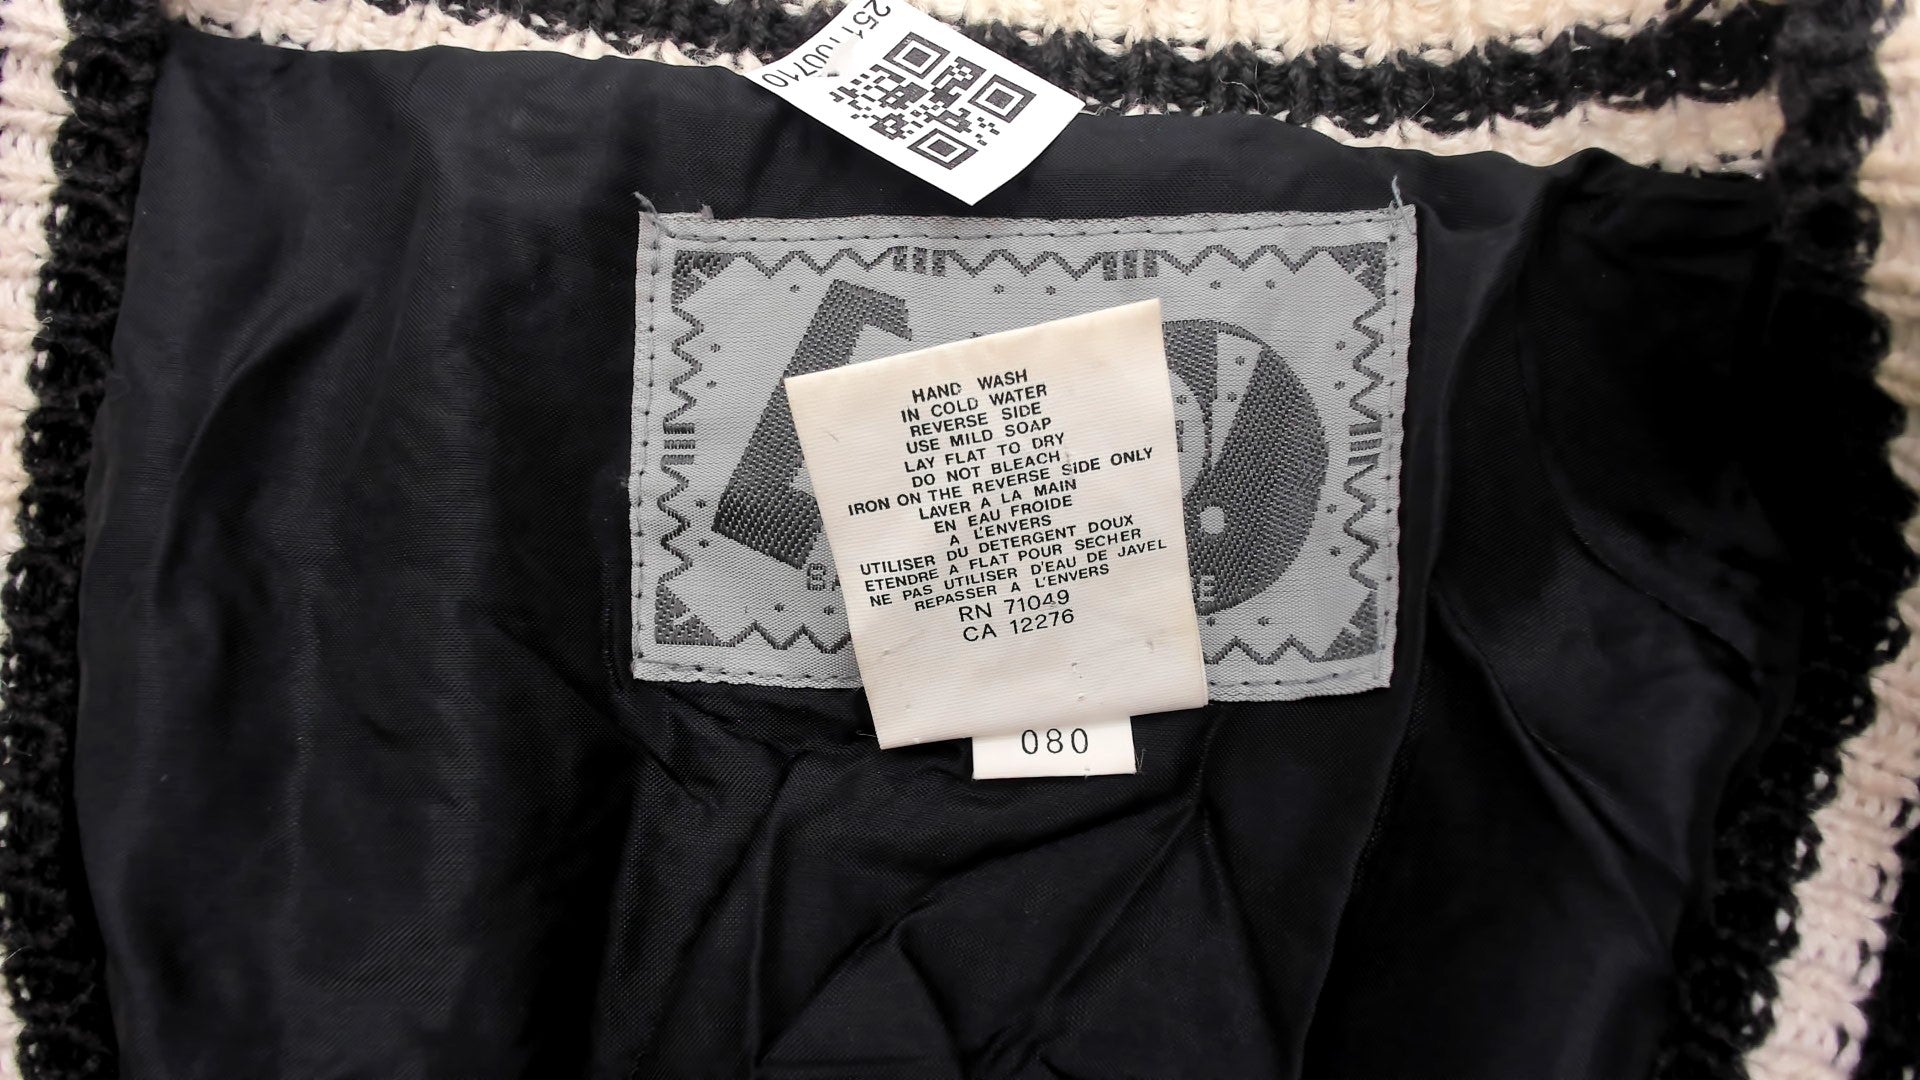 HAND WASH
IN COLD WATER
REVERSE SIDE
USE MILD SOAP
LAY FLAT TO DRY
DO NOT BLEACH
IRON ON THE REVERSE SIDE ONLY
LAVER A LA MAIN
EN EAU FROIDE
A L'ENVERS
UTILISER DU DETERGENT DOUX
ETENDRE A FLAT POUR SECHER
NE PAS UTILISER D'EAU DE JAVEL
REPASSER A L'ENVERS
RN 71049
CA 12276
080